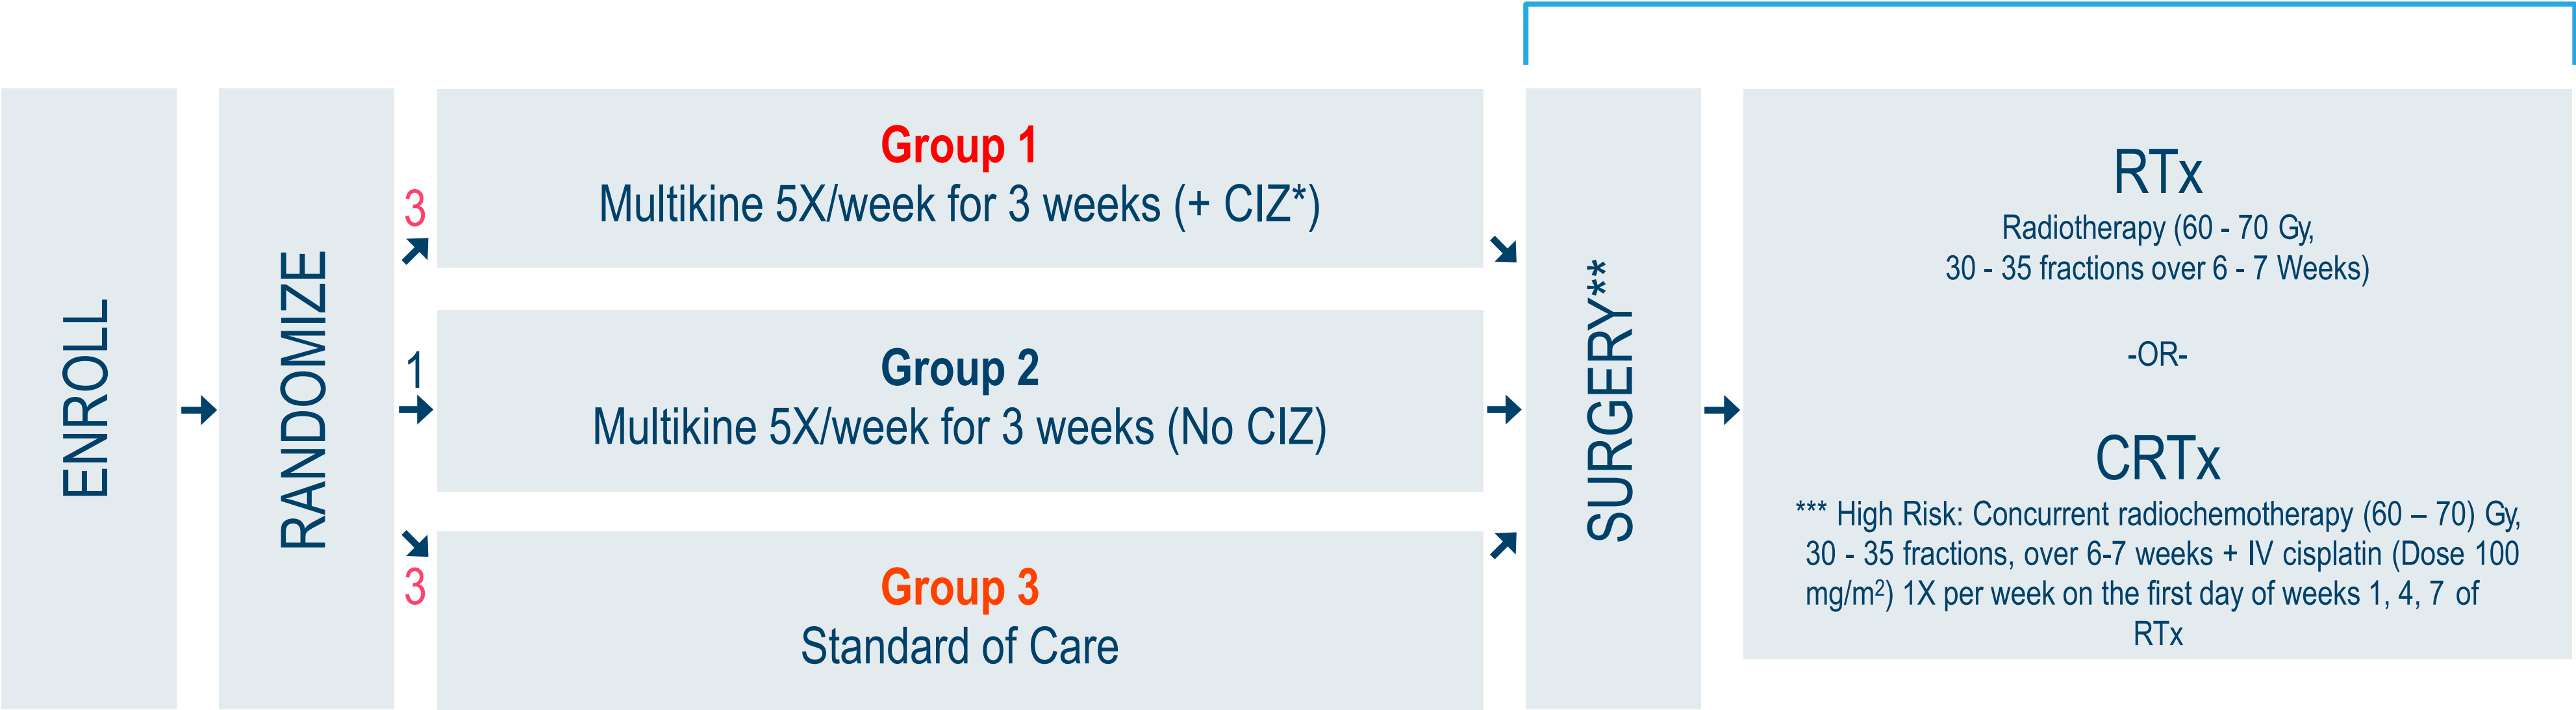 ENROLL
RANDOMIZE
3
Group 1
Multikine 5X/week for 3 weeks (+ CIZ*)
1
Group 2
Multikine 5X/week for 3 weeks (No CIZ)
3
Group 3
Standard of Care
SURGERY**
RTx
Radiotherapy (60 - 70 Gy,
30 - 35 fractions over 6 - 7 Weeks)
-OR-
CRTx
*** High Risk: Concurrent radiochemotherapy (60 – 70) Gy,
30 - 35 fractions, over 6-7 weeks + IV cisplatin (Dose 100
mg/m²) 1X per week on the first day of weeks 1, 4, 7 of
RTx